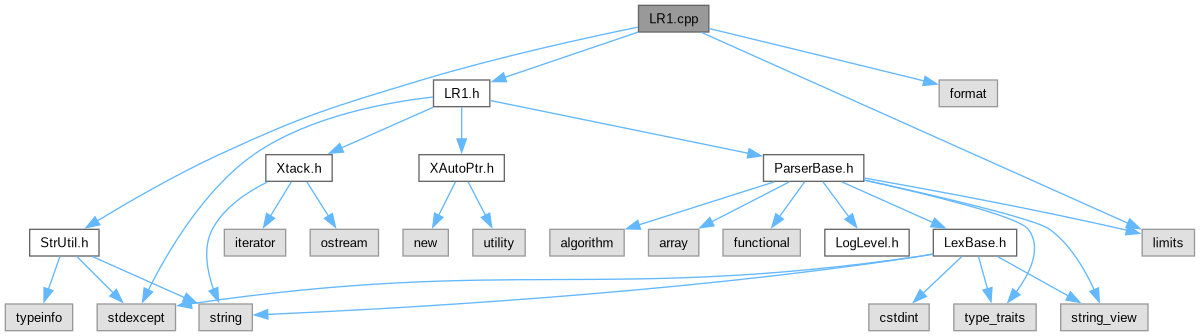 LR1.cpp
LR1.h
format
Xtack.h
XAutoPtr.h
ParserBase.h
StrUtil.h
iterator
ostream
new
utility
algorithm
array
functional
LogLevel.h
LexBase.h
limits
typeinfo
stdexcept
string
cstdint
type_traits
string_view